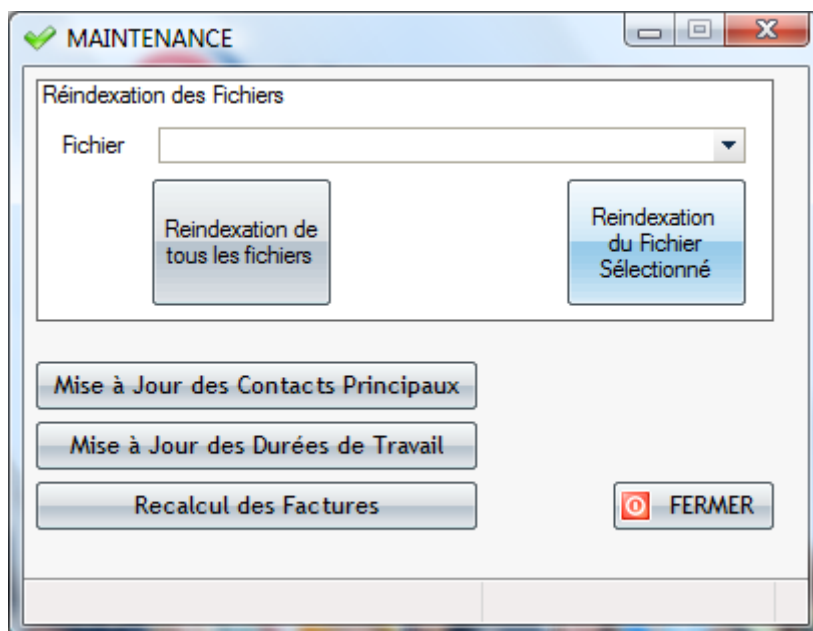 MAINTENANCE
Réindexation des Fichiers
Fichier
Reindexation de
tous les fichiers
Reindexation
du Fichier
Sélectionné
Mise à Jour des Contacts Principaux
Mise à Jour des Durées de Travail
Recalcul des Factures
FERMER